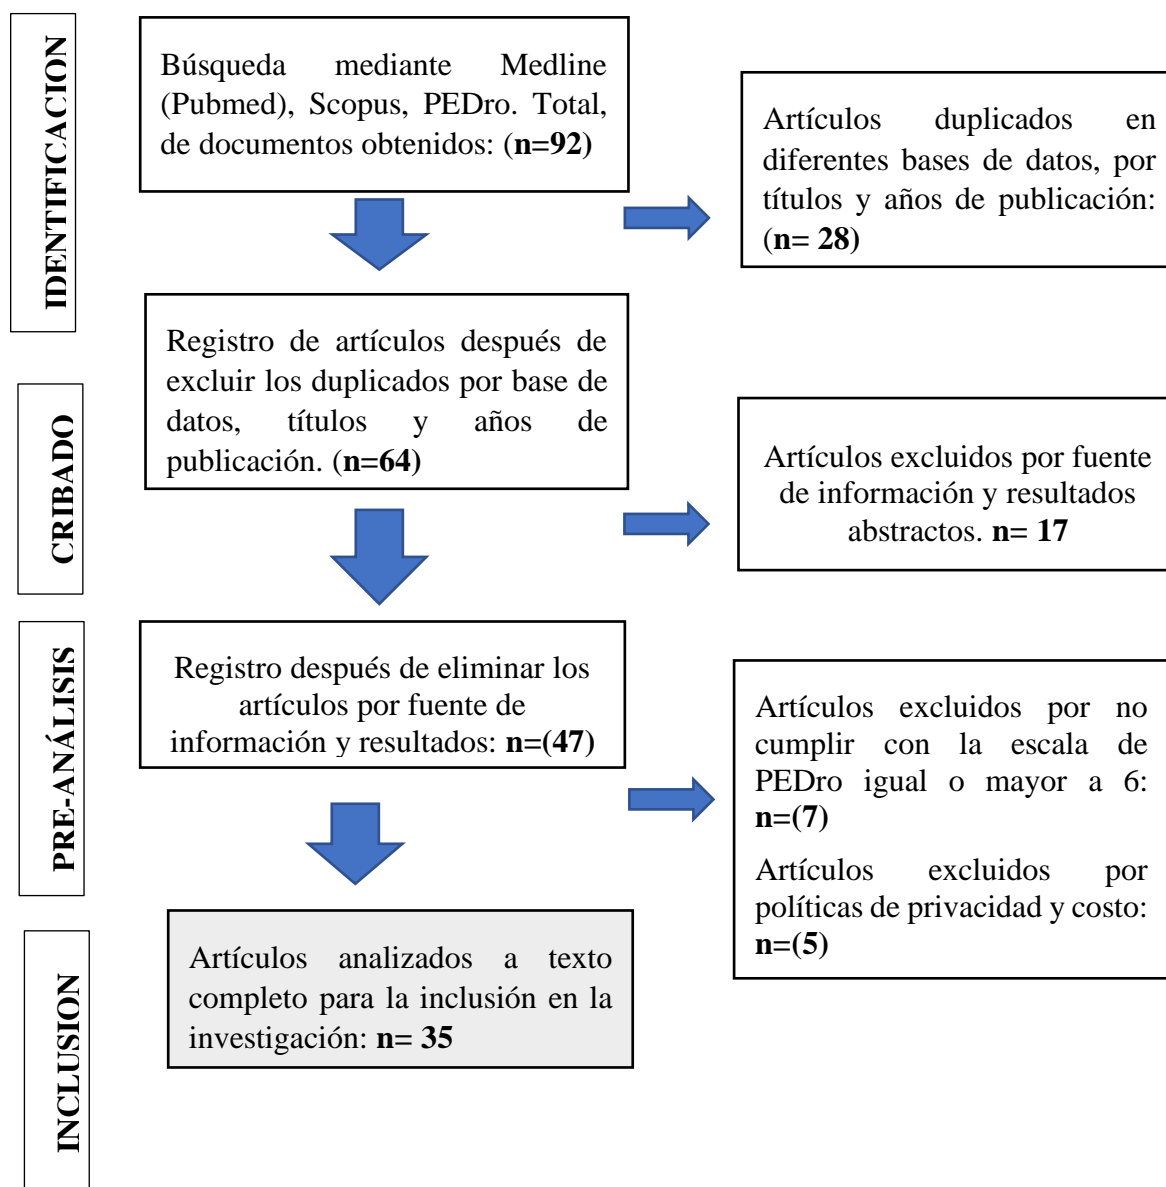 IDENTIFICACION
Búsqueda mediante Medline
(Pubmed), Scopus, PEDro. Total,
de documentos obtenidos: (n=92)
Artículos duplicados en
diferentes bases de datos, por
títulos y años de publicación:
(n= 28)
Registro de artículos después de
excluir los duplicados por base de
datos, títulos y años de
publicación. (n=64)
CRIBADO
Artículos excluidos por fuente
de información y resultados
abstractos. n= 17
PRE-ANÁLISIS
Registro después de eliminar los
artículos por fuente de
información y resultados: n=(47)
Artículos excluidos por no
cumplir con la escala de
PEDro igual o mayor a 6:
n=(7)
Artículos excluidos por
políticas de privacidad y costo:
n=(5)
INCLUSION
Artículos analizados a texto
completo para la inclusión en la
investigación: n= 35